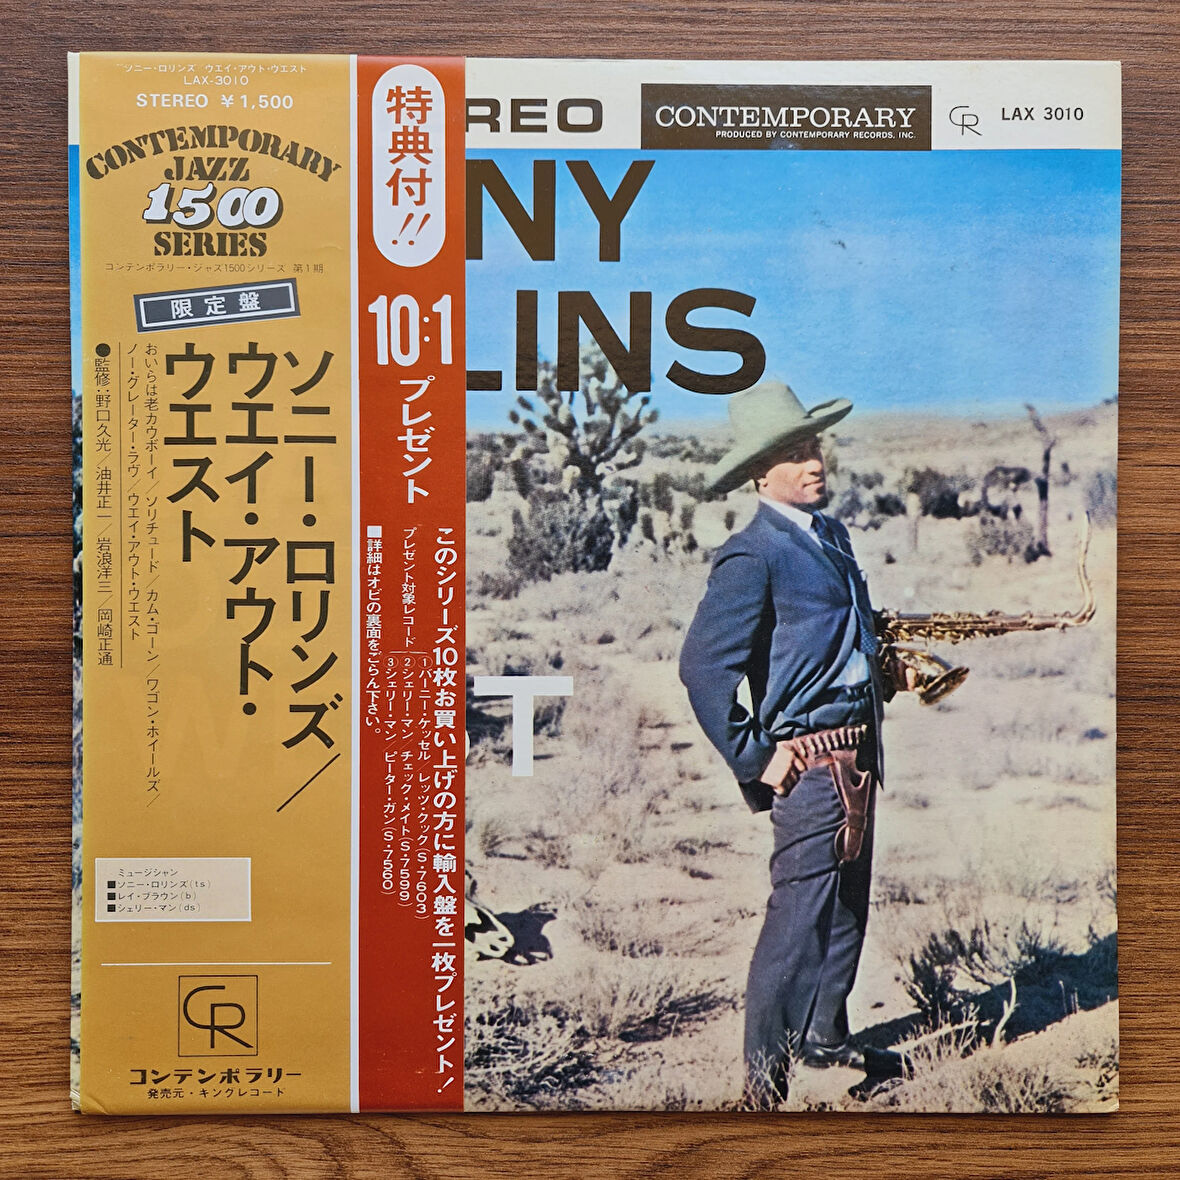 "ソニー・ロリンズ" ウエイ・アウト・ウエスト
LAX-3010
STEREO ¥1,500
CONTEMPORARY
JAZZ
1500
SERIES
コンテンポラリー・ジャズ1500シリーズ 第1期
限定盤
ソニー・ロリンズ/
ウエイ・アウト・
ウエスト
おいらは老カウボーイ/ソリチュード/カム・ゴーン/ワゴン・ホイールズ/
ノー・グレーター・ラヴ/ウエイ・アウト・ウエスト
●監修:野口久光/油井正一/岩浪洋三/岡崎正通
ミュージシャン
■ソニー・ロリンズ(ts)
■レイ・ブラウン(b)
■シェリー・マン(ds)
CR
コンテンポラリー
発売元・キングレコード
特典付!!
10:1
プレゼント
このシリーズ10枚お買い上げの方に輸入盤を一枚プレゼント!
プレゼント対象レコード
①バーニー・ケッセル レッツ・クック(S・7603)
②シェリー・マン/チェック・メイト(S・7599)
③シェリー・マン/ピーター・ガン(S・7560)
■詳細はオビの裏面をごらん下さい。
REO
CONTEMPORARY
PRODUCED BY CONTEMPORARY RECORDS, INC.
CR
LAX 3010
NY
LINS
T